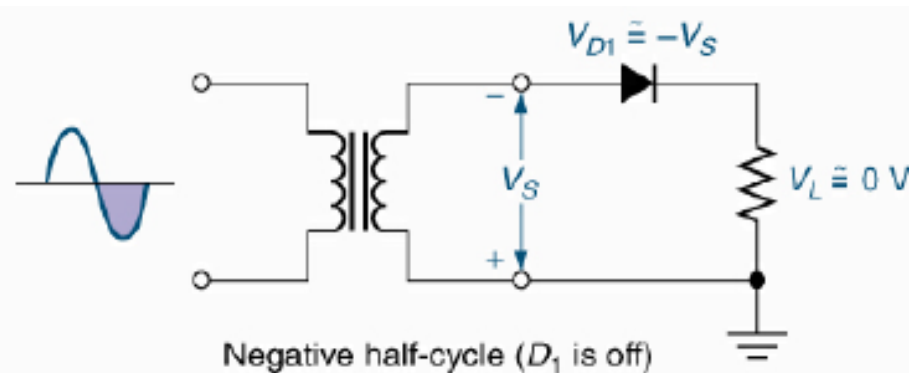 V_D1 ≅ −V_S
−
V_S
V_L ≅ 0 V
+
Negative half-cycle (D_1 is off)